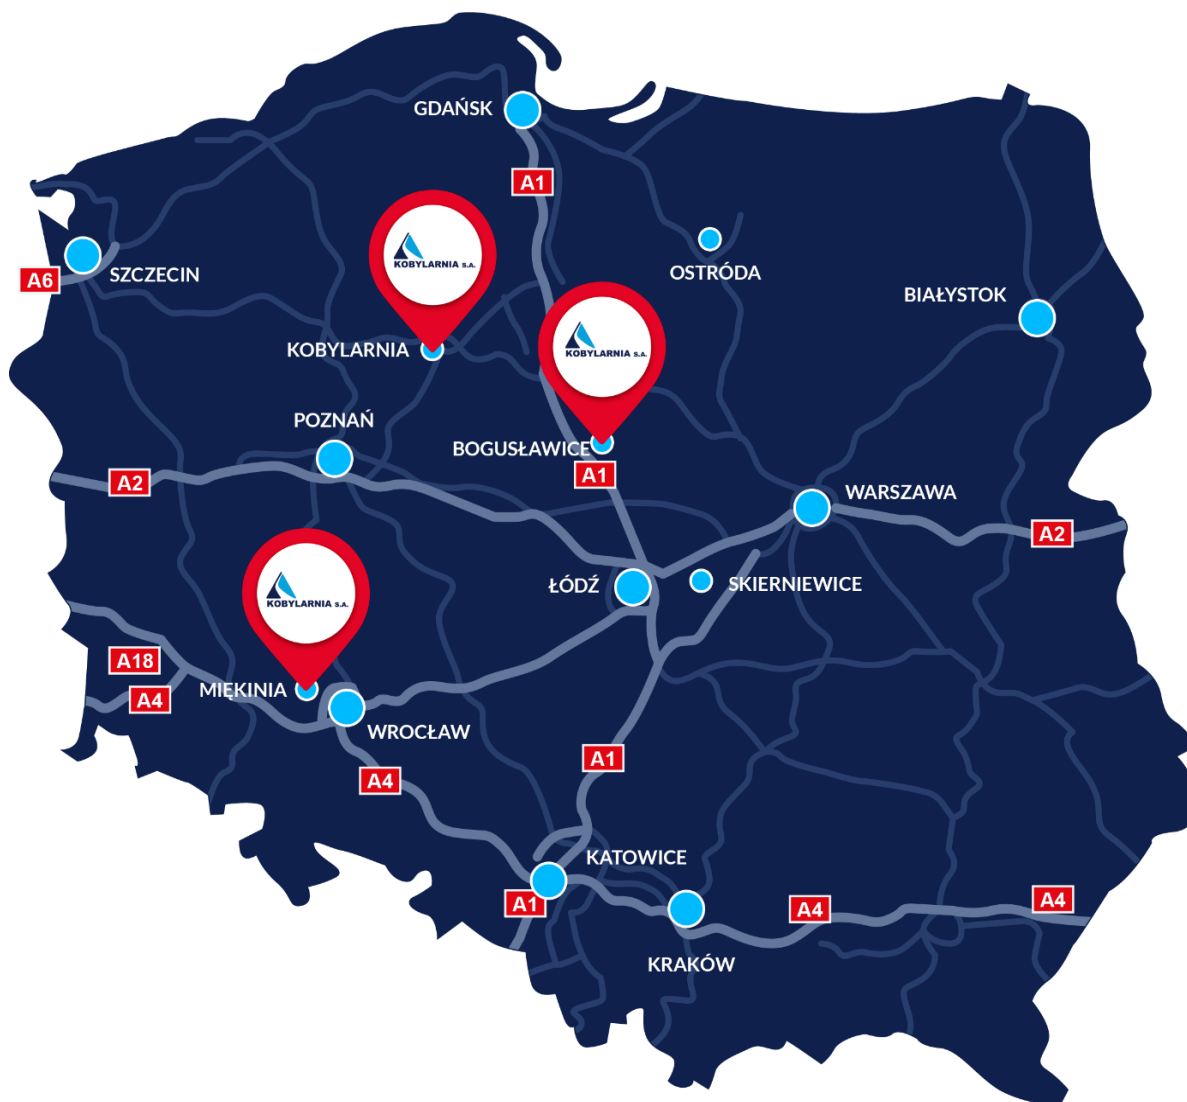 GDAŃSK
A1
KOBYLARNIA S.A.
OSTRÓDA
SZCZECIN
A6
BIAŁYSTOK
KOBYLARNIA
KOBYLARNIA S.A.
POZNAŃ
BOGUSŁAWICE
A1
A2
WARSZAWA
A2
ŁÓDŹ
SKIERNIEWICE
KOBYLARNIA S.A.
A18
MIĘKINIA
A4
WROCŁAW
A1
A4
KATOWICE
A1
A4
A4
KRAKÓW